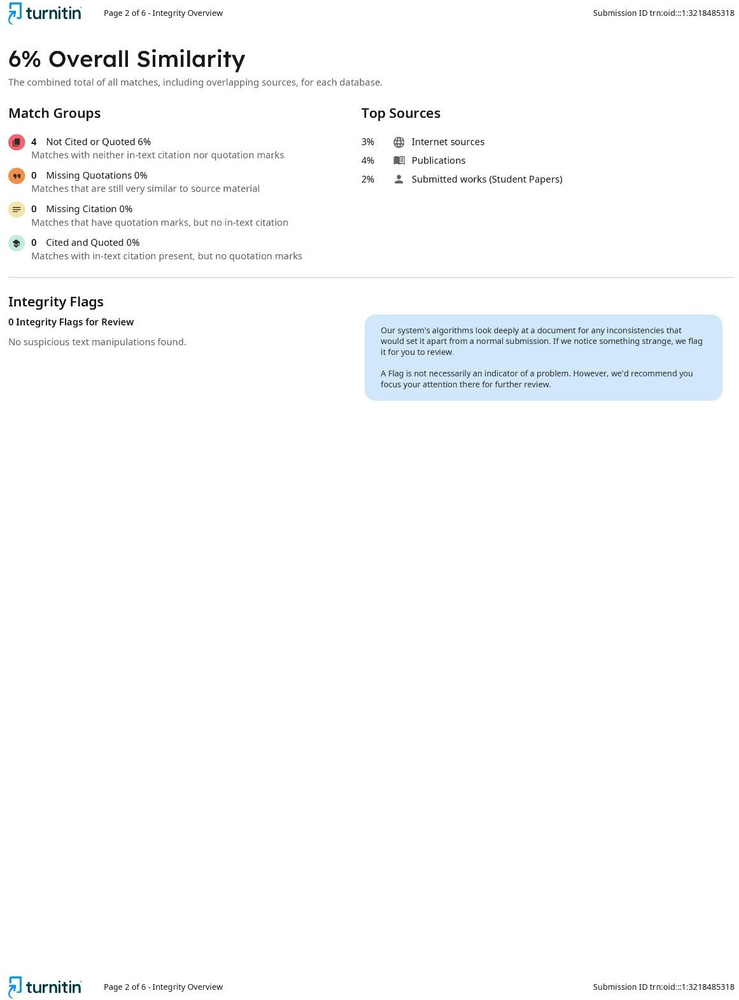 turnitin Page 2 of 6 - Integrity Overview Submission ID trn:oid:::1:3218485318
6% Overall Similarity
The combined total of all matches, including overlapping sources, for each database.
Match Groups
4 Not Cited or Quoted 6%
Matches with neither in-text citation nor quotation marks
0 Missing Quotations 0%
Matches that are still very similar to source material
0 Missing Citation 0%
Matches that have quotation marks, but no in-text citation
0 Cited and Quoted 0%
Matches with in-text citation present, but no quotation marks
Top Sources
3% Internet sources
4% Publications
2% Submitted works (Student Papers)
Integrity Flags
0 Integrity Flags for Review
No suspicious text manipulations found.
Our system's algorithms look deeply at a document for any inconsistencies that
would set it apart from a normal submission. If we notice something strange, we flag
it for you to review.
A Flag is not necessarily an indicator of a problem. However, we'd recommend you
focus your attention there for further review.
turnitin Page 2 of 6 - Integrity Overview Submission ID trn:oid:::1:3218485318